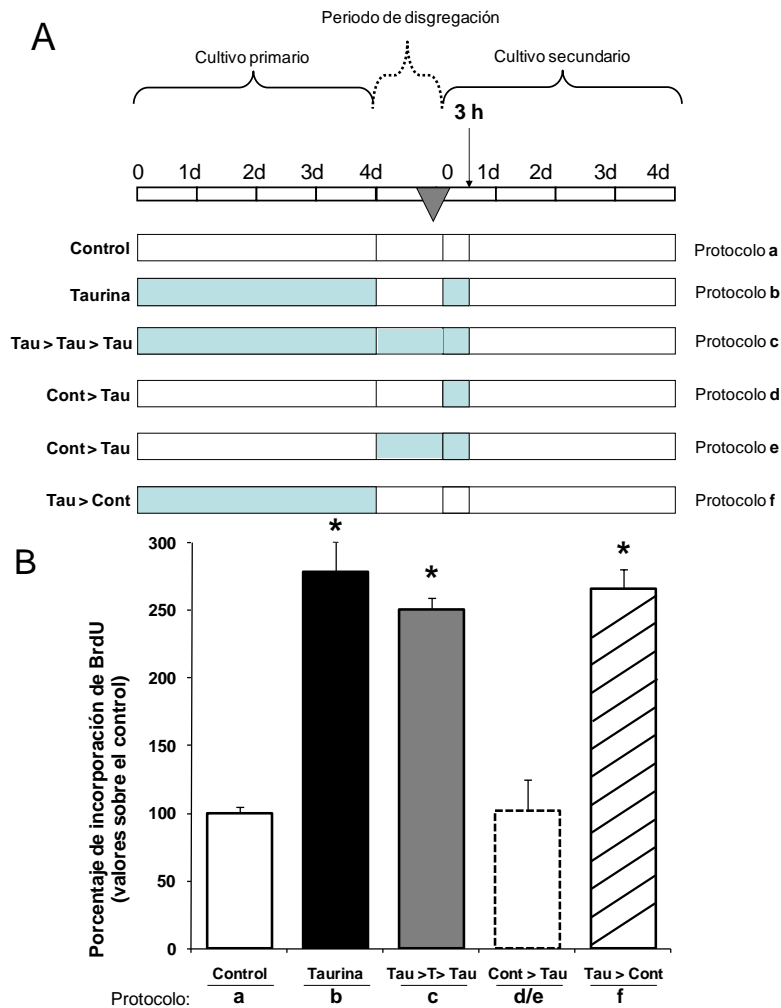 A
Periodo de disgregación
Cultivo primario
Cultivo secundario
3 h
0 1d 2d 3d 4d 0 1d 2d 3d 4d
Control Protocolo a
Taurina Protocolo b
Tau > Tau > Tau Protocolo c
Cont > Tau Protocolo d
Cont > Tau Protocolo e
Tau > Cont Protocolo f
B
Porcentaje de incorporación de BrdU
(valores sobre el control)
300
250
200
150
100
50
0
* * *
Control Taurina Tau >T> Tau Cont > Tau Tau > Cont
Protocolo: a b c d/e f